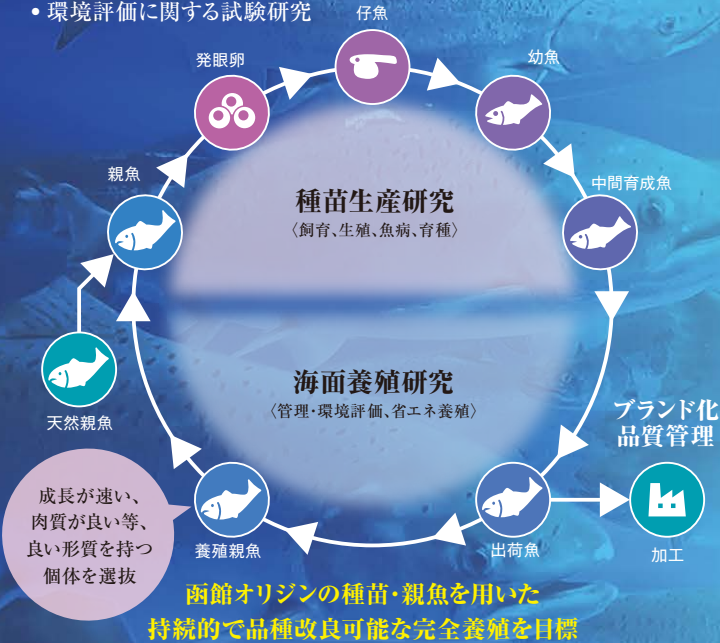 • 環境評価に関する試験研究
仔魚
発眼卵
幼魚
親魚
中間育成魚
種苗生産研究
〈飼育、生殖、魚病、育種〉
海面養殖研究
〈管理・環境評価、省エネ養殖〉
天然親魚
ブランド化
品質管理
成長が速い、
肉質が良い等、
良い形質を持つ
個体を選抜
養殖親魚
出荷魚
加工
函館オリジンの種苗・親魚を用いた
持続的で品種改良可能な完全養殖を目標